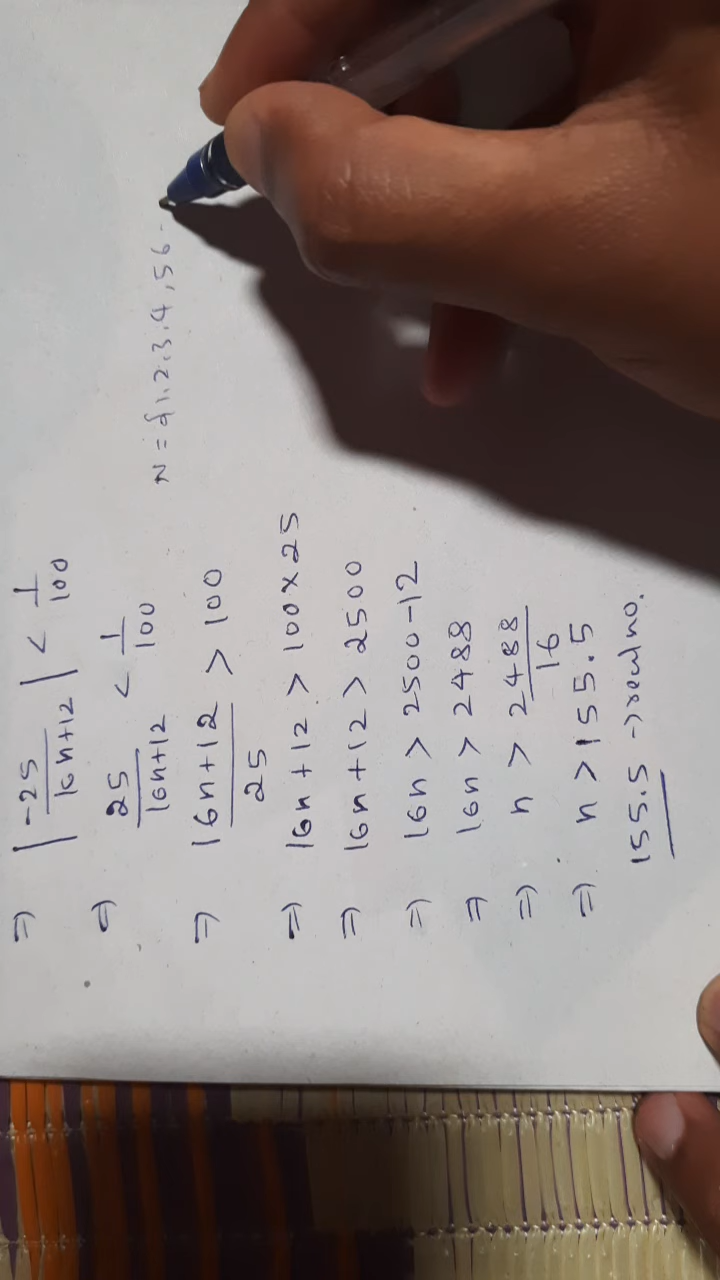 ⇒ | -25/16n+12 | < 1/100
⇒ 25/16n+12 < 1/100
N = {1,2,3,4,5 6
⇒ 16n+12/25 > 100
⇒ 16n+12 > 100×25
⇒ 16n+12 > 2500
⇒ 16n > 2500-12
⇒ 16n > 2488
⇒ n > 2488/16
⇒ n > 155.5
155.5 → real no.